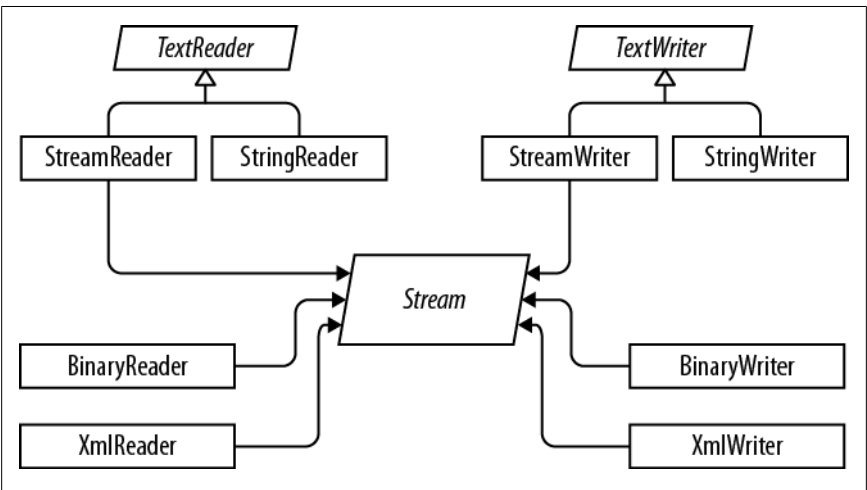 TextReader
TextWriter
StreamReader
StringReader
StreamWriter
StringWriter
Stream
BinaryReader
BinaryWriter
XmlReader
XmlWriter